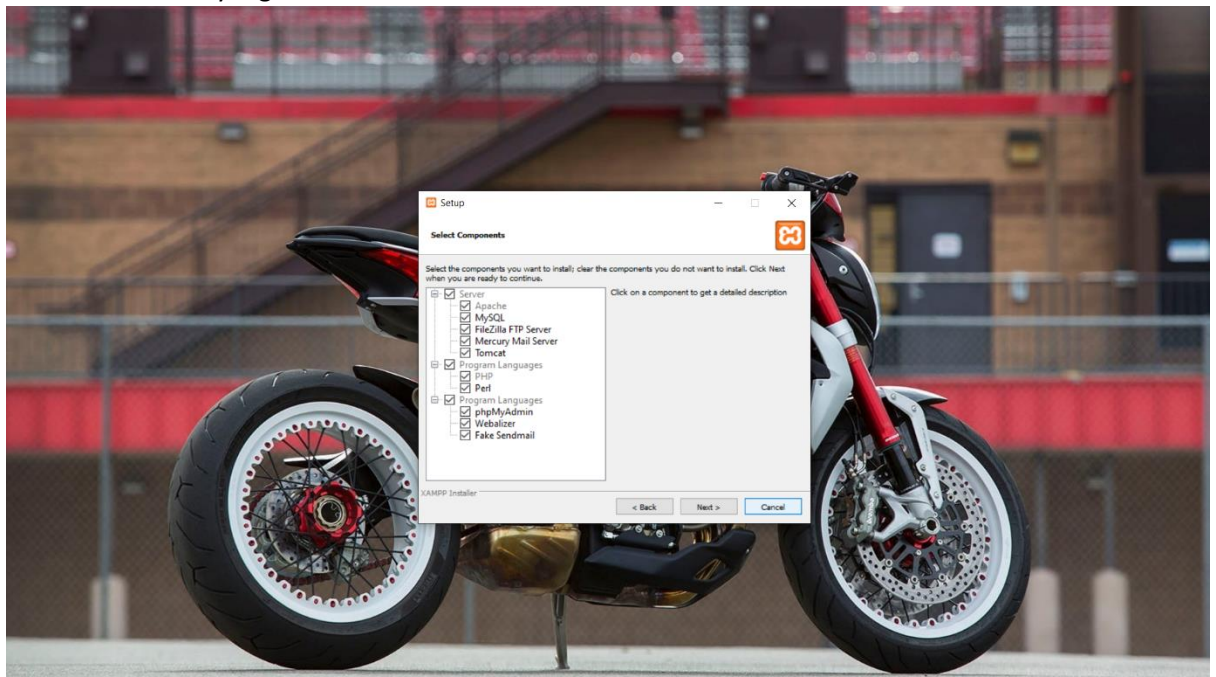 Setup
Select Components
Select the components you want to install; clear the components you do not want to install. Click Next
when you are ready to continue.
Server
Apache
MySQL
FileZilla FTP Server
Mercury Mail Server
Tomcat
Program Languages
PHP
Perl
Program Languages
phpMyAdmin
Webalizer
Fake Sendmail
Click on a component to get a detailed description
XAMPP Installer
< Back
Next >
Cancel